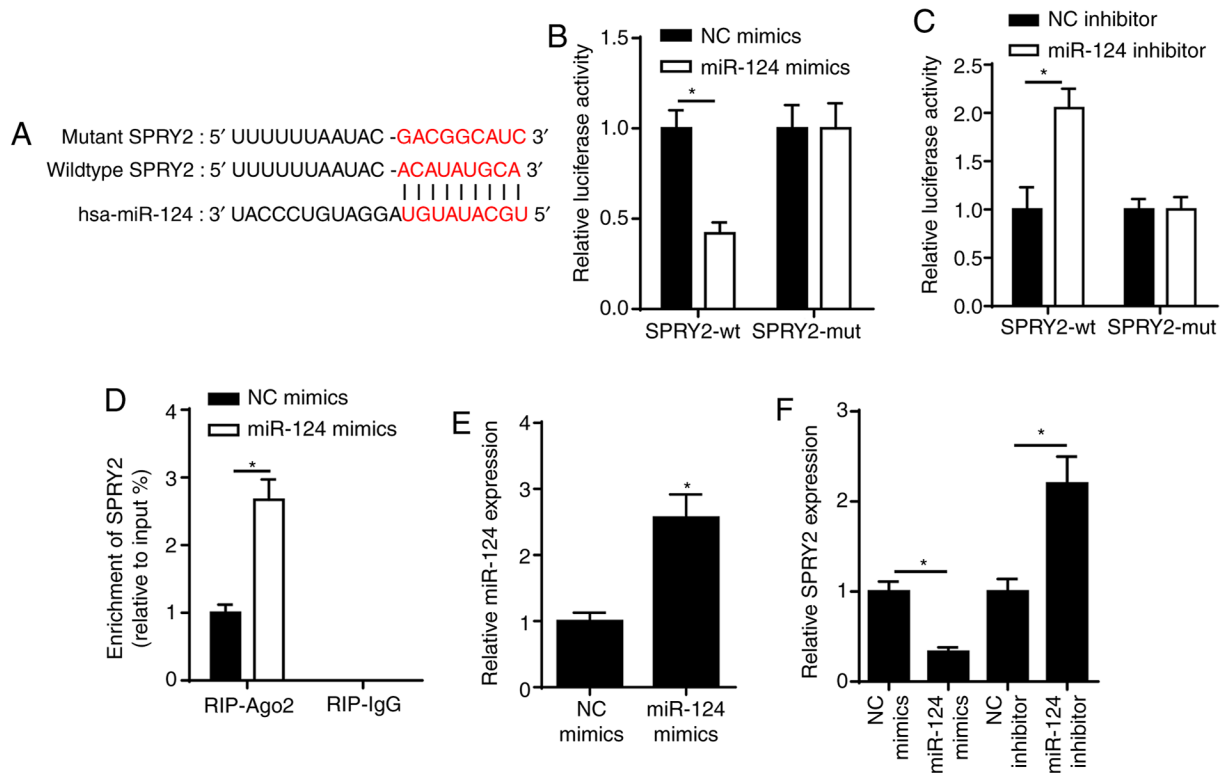 A
Mutant SPRY2 : 5′ UUUUUUAAUAC -GACGGCAUC 3′
Wildtype SPRY2 : 5′ UUUUUUAAUAC -ACAUAUGCA 3′
hsa-miR-124 : 3′ UACCCUGUAGGAUGUAUACGU 5′
B
NC mimics
miR-124 mimics
Relative luciferase activity
1.5
1.0
0.5
0.0
*
SPRY2-wt SPRY2-mut
C
NC inhibitor
miR-124 inhibitor
Relative luciferase activity
2.5
2.0
1.5
1.0
0.5
0.0
*
SPRY2-wt SPRY2-mut
D
NC mimics
miR-124 mimics
Enrichment of SPRY2
(relative to input %)
4
3
2
1
0
*
RIP-Ago2 RIP-IgG
E
Relative miR-124 expression
4
3
2
1
0
*
NC
mimics
miR-124
mimics
F
Relative SPRY2 expression
3
2
1
0
*
*
NC
mimics
miR-124
mimics
NC
inhibitor
miR-124
inhibitor